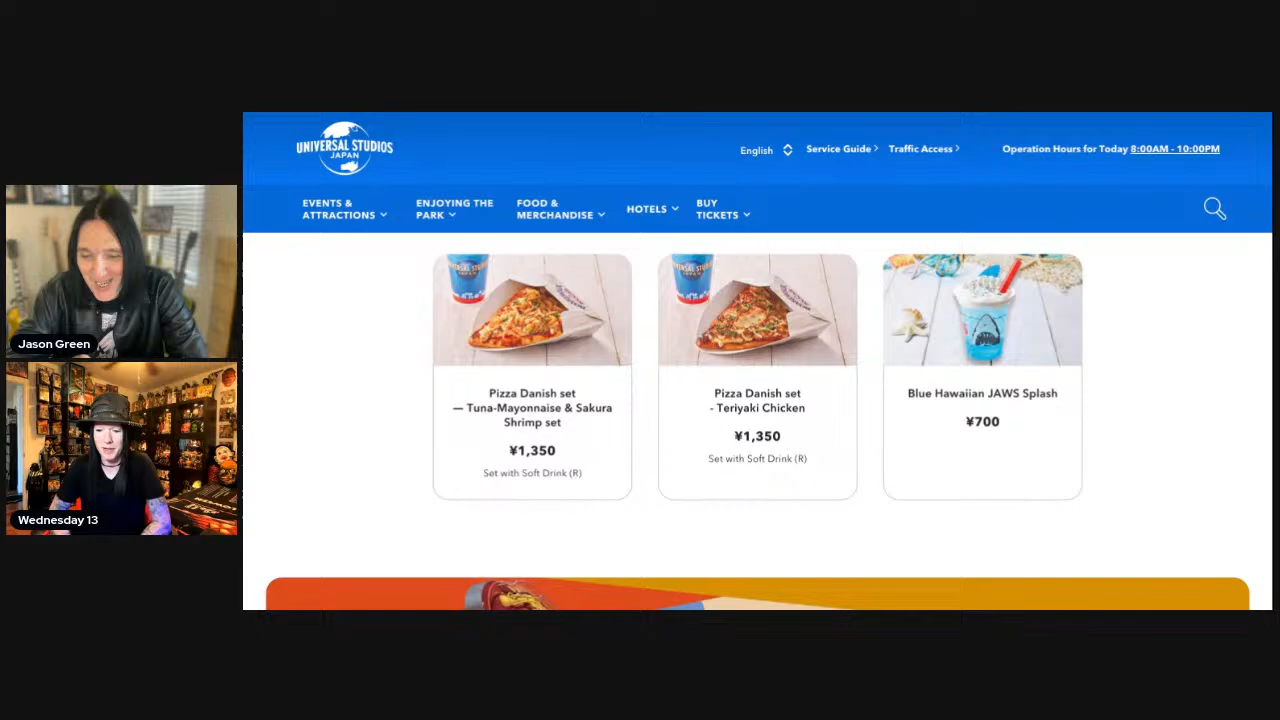 UNIVERSAL STUDIOS
JAPAN
English
Service Guide
Traffic Access
Operation Hours for Today 8:00AM - 10:00PM
EVENTS &
ATTRACTIONS
ENJOYING THE
PARK
FOOD &
MERCHANDISE
HOTELS
BUY
TICKETS
Jason Green
Wednesday 13
Pizza Danish set
— Tuna-Mayonnaise & Sakura
Shrimp set
¥1,350
Set with Soft Drink (R)
Pizza Danish set
- Teriyaki Chicken
¥1,350
Set with Soft Drink (R)
Blue Hawaiian JAWS Splash
¥700